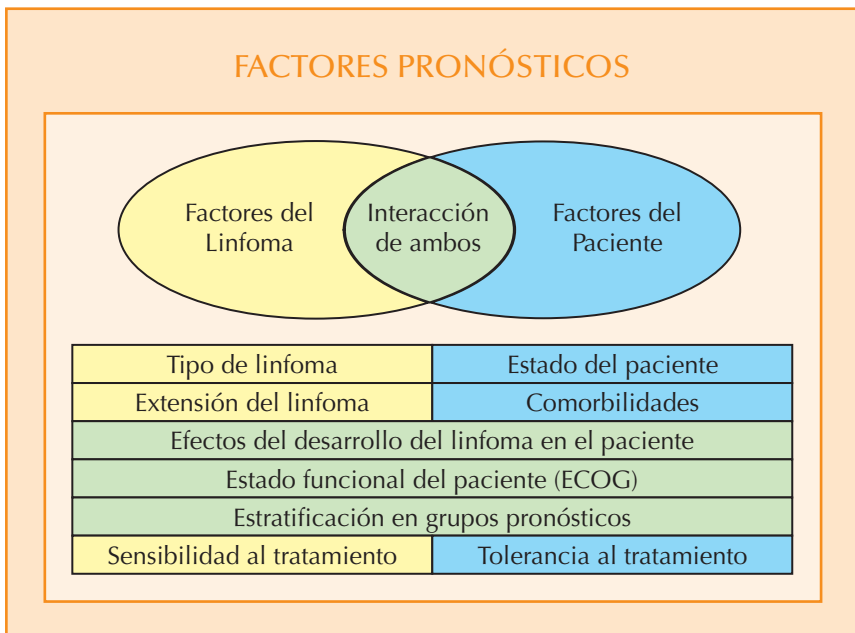 FACTORES PRONÓSTICOS
Factores del
Linfoma
Interacción
de ambos
Factores del
Paciente
Tipo de linfoma
Estado del paciente
Extensión del linfoma
Comorbilidades
Efectos del desarrollo del linfoma en el paciente
Estado funcional del paciente (ECOG)
Estratificación en grupos pronósticos
Sensibilidad al tratamiento
Tolerancia al tratamiento